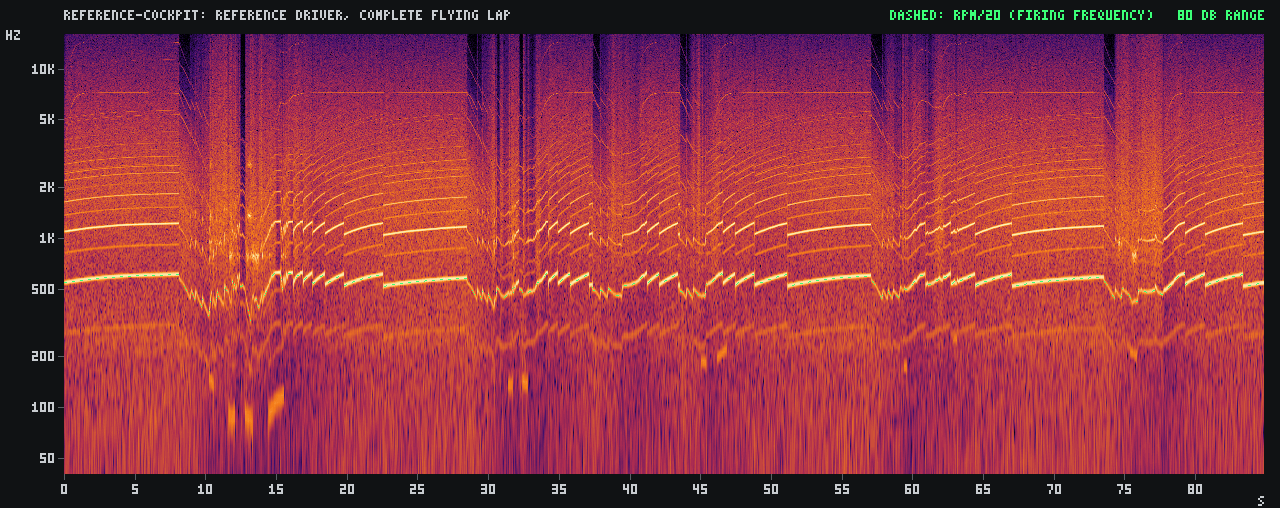 REFERENCE-COCKPIT: REFERENCE DRIVER, COMPLETE FLYING LAP
DASHED: RPM/20 (FIRING FREQUENCY) 80 DB RANGE
HZ
10K
5K
2K
1K
500
200
100
50
0 5 10 15 20 25 30 35 40 45 50 55 60 65 70 75 80
S